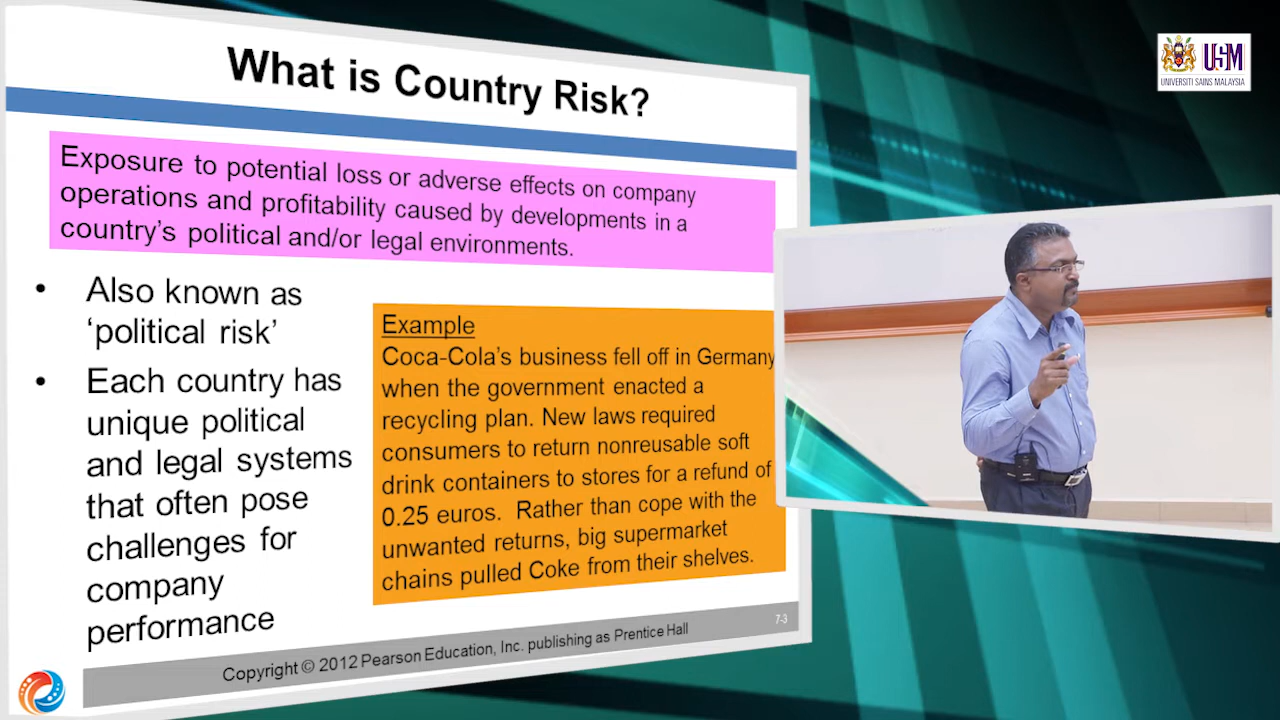 What is Country Risk?
Exposure to potential loss or adverse effects on company
operations and profitability caused by developments in a
country's political and/or legal environments.
• Also known as
'political risk'
• Each country has
unique political
and legal systems
that often pose
challenges for
company
performance
Example
Coca-Cola's business fell off in Germany
when the government enacted a
recycling plan. New laws required
consumers to return nonreusable soft
drink containers to stores for a refund of
0.25 euros. Rather than cope with the
unwanted returns, big supermarket
chains pulled Coke from their shelves.
Copyright © 2012 Pearson Education, Inc. publishing as Prentice Hall
7-3
USM
UNIVERSITI SAINS MALAYSIA